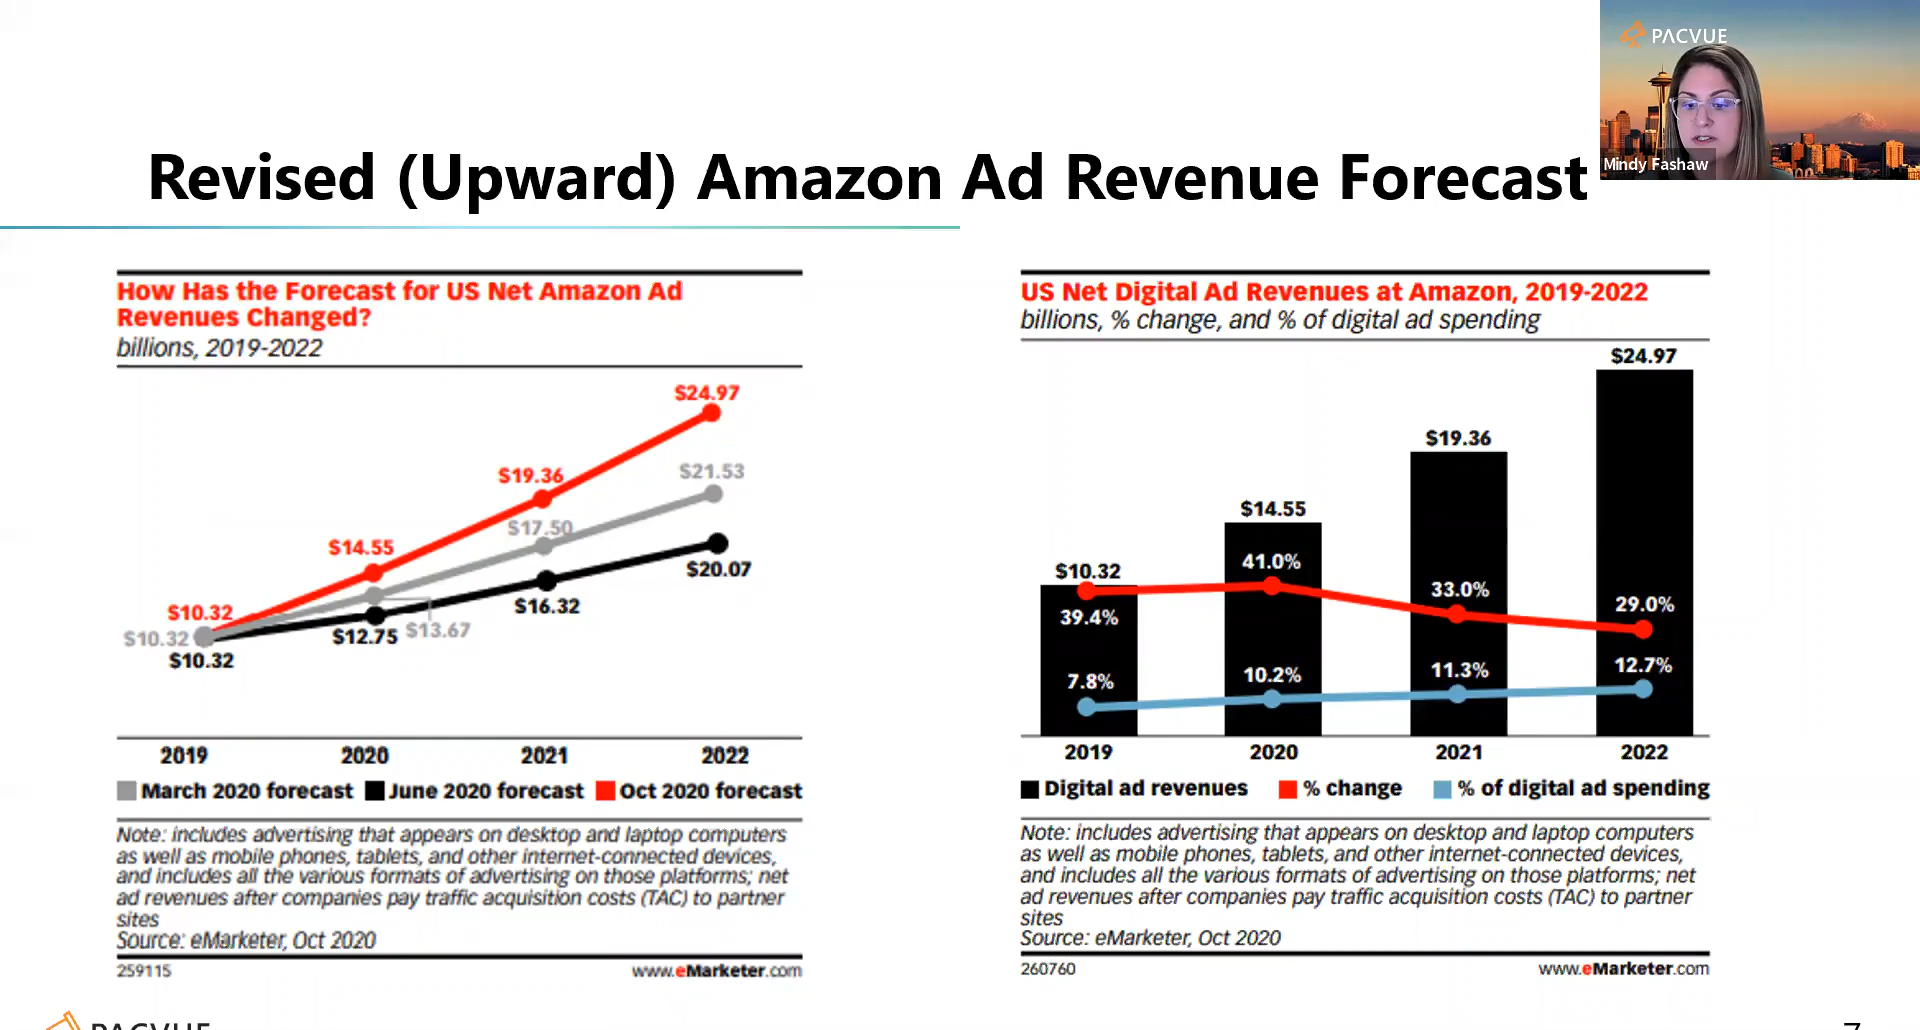 PACVUE
Mindy Fashaw
Revised (Upward) Amazon Ad Revenue Forecast
How Has the Forecast for US Net Amazon Ad
Revenues Changed?
billions, 2019-2022
$24.97
$21.53
$19.36
$17.50
$20.07
$14.55
$16.32
$10.32
$10.32
$12.75
$13.67
$10.32
2019 2020 2021 2022
March 2020 forecast June 2020 forecast Oct 2020 forecast
Note: includes advertising that appears on desktop and laptop computers
as well as mobile phones, tablets, and other internet-connected devices,
and includes all the various formats of advertising on those platforms; net
ad revenues after companies pay traffic acquisition costs (TAC) to partner
sites
Source: eMarketer, Oct 2020
259115 www.eMarketer.com
US Net Digital Ad Revenues at Amazon, 2019-2022
billions, % change, and % of digital ad spending
$24.97
$19.36
$14.55
$10.32
41.0%
33.0%
29.0%
39.4%
7.8%
10.2%
11.3%
12.7%
2019 2020 2021 2022
Digital ad revenues % change % of digital ad spending
Note: includes advertising that appears on desktop and laptop computers
as well as mobile phones, tablets, and other internet-connected devices,
and includes all the various formats of advertising on those platforms; net
ad revenues after companies pay traffic acquisition costs (TAC) to partner
sites
Source: eMarketer, Oct 2020
260760 www.eMarketer.com
PACVUE
7